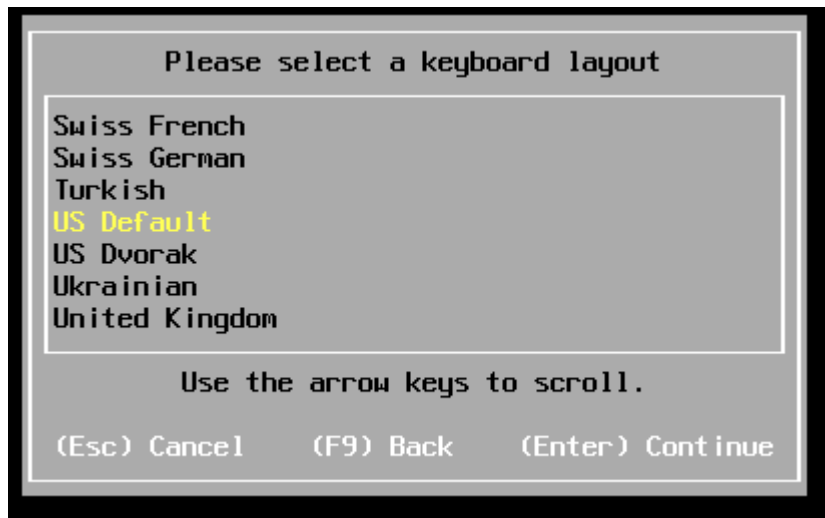 Please select a keyboard layout
Swiss French
Swiss German
Turkish
US Default
US Dvorak
Ukrainian
United Kingdom
Use the arrow keys to scroll.
(Esc) Cancel (F9) Back (Enter) Continue